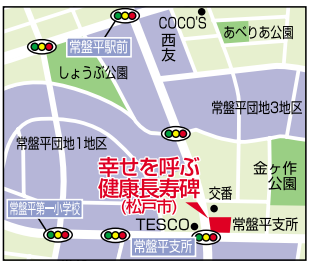 COCO'S
あべりあ公園
常盤平駅前
西友
しょうぶ公園
常盤平団地3地区
常盤平団地1地区
幸せを呼ぶ
健康長寿碑
(松戸市)
金ヶ作
公園
交番
常盤平第一小学校
TESCO
常盤平支所
常盤平支所